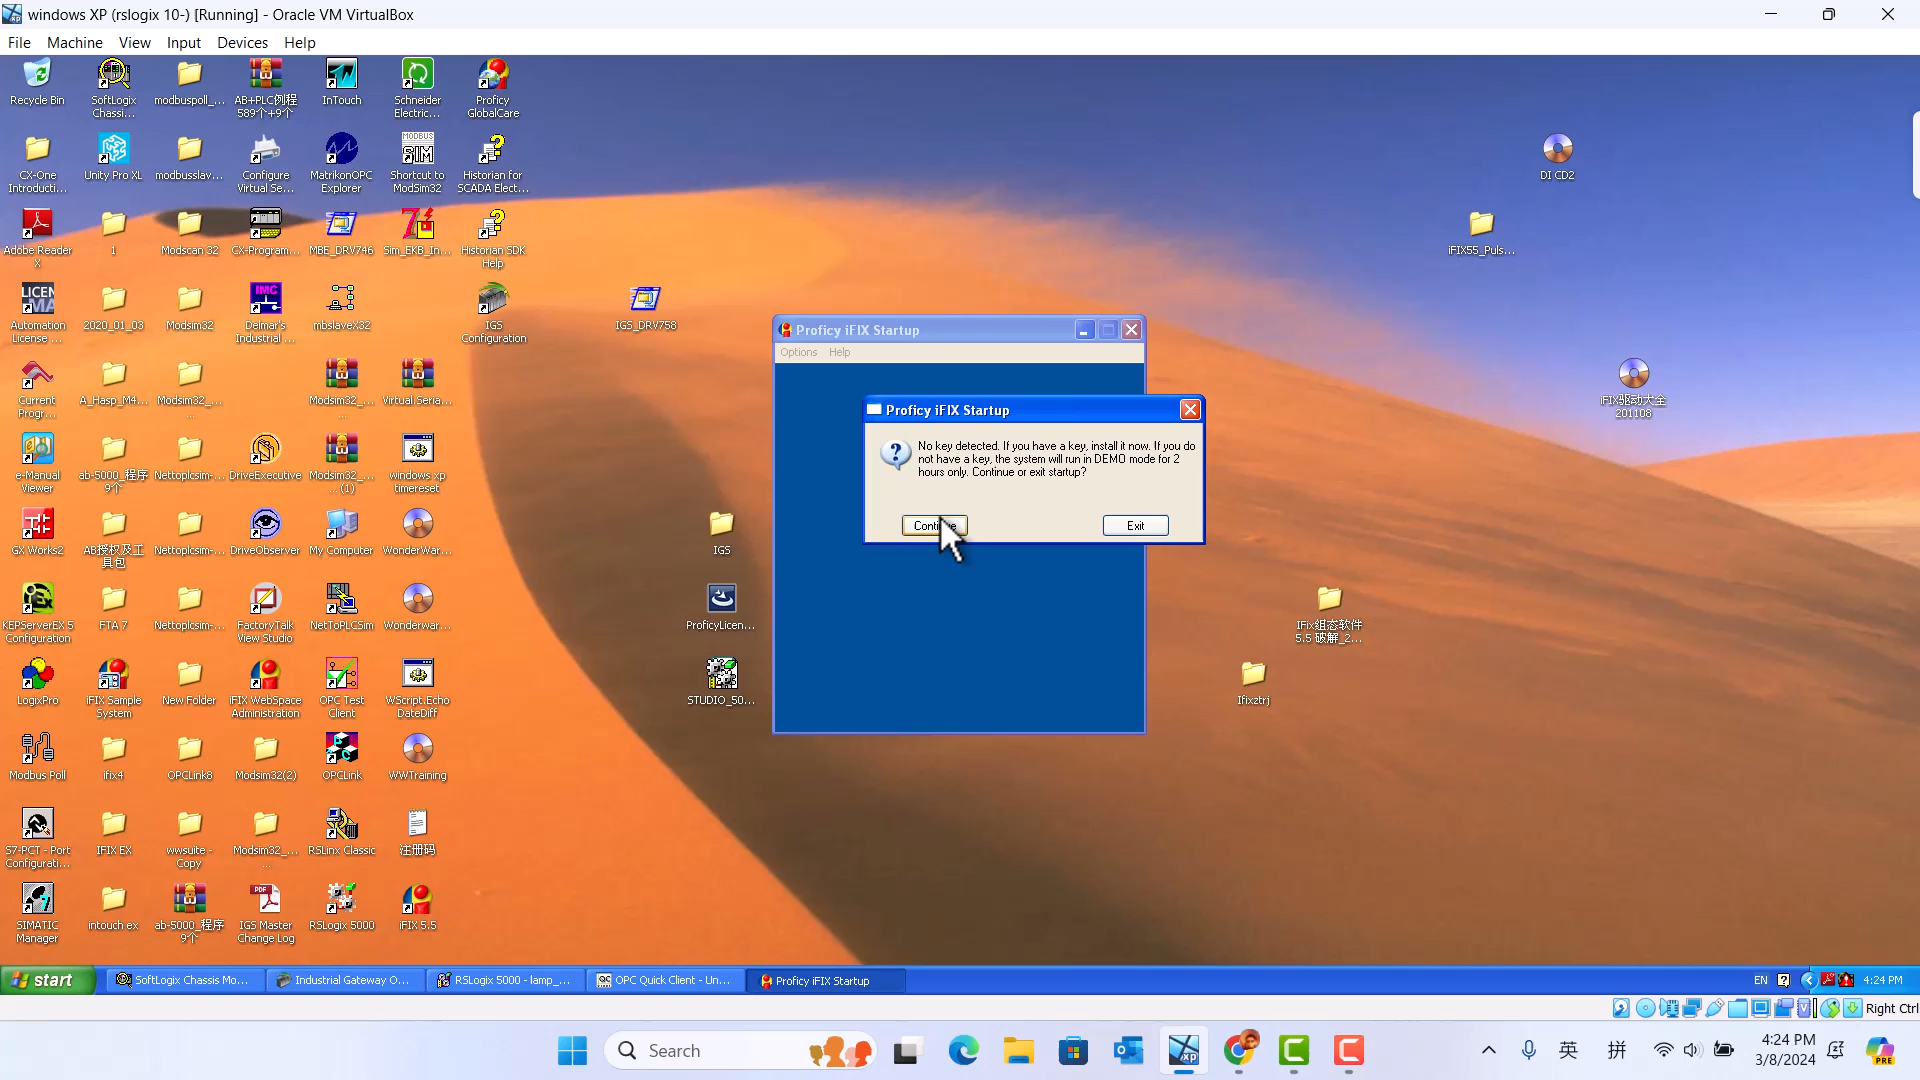 windows XP (rslogix 10-) [Running] - Oracle VM VirtualBox
File Machine View Input Devices Help
Recycle Bin
SoftLogix
Chassi...
modbuspoll_...
AB+PLC例程
589个+9个
InTouch
Schneider
Electric...
Proficy
GlobalCare
CX-One
Introducti...
Unity Pro XL
modbusslav...
Configure
Virtual Se...
MatrikonOPC
Explorer
MODBUS
SIM
Shortcut to
ModSim32
Historian for
SCADA Elect...
DI CD2
Adobe Reader
X
1
Modscan 32
CX-Program...
MBE_DRV746
Sim_EKB_In...
Historian SDK
Help
iFIX55_Puls...
Automation
License ...
2020_01_03
Modsim32
IMC
Delmar's
Industrial ...
mbslaveX32
IGS
Configuration
IGS_DRV758
Current
Progr...
A_Hasp_M4...
Modsim32_...
...
Modsim32_...
...
Virtual.Seria...
iFIX驱动大全
201108
e-Manual
Viewer
ab-5000_程序
9个
Nettoplcsim-...
DriveExecutive
Modsim32_...
... (1)
windows xp
timereset
GX Works2
AB授权及工
具包
Nettoplcsim-...
DriveObserver
My Computer
WonderWar...
IGS
KEPServerEX 5
Configuration
FTA 7
Nettoplcsim-...
FactoryTalk
View Studio
NetToPLCSim
Wonderwar...
ProficyLicen...
IFix组态软件
5.5 破解_2...
LogixPro
iFIX Sample
System
New Folder
iFIX WebSpace
Administration
OPC Test
Client
WScript.Echo
DateDiff
STUDIO_50...
Ifixztrj
Modbus Poll
ifix4
OPCLink8
Modsim32(2)
OPCLink
WWTraining
S7-PCT - Port
Configurati...
IFIX EX
wwsuite -
Copy
Modsim32_...
...
RSLinx Classic
注册码
SIMATIC
Manager
intouch ex
ab-5000_程序
9个
PDF
IGS Master
Change Log
RSLogix 5000
iFIX 5.5
Proficy iFIX Startup
Options Help
Proficy iFIX Startup
No key detected. If you have a key, install it now. If you do
not have a key, the system will run in DEMO mode for 2
hours only. Continue or exit startup?
Exit
start
SoftLogix Chassis Mo...
Industrial Gateway O...
RSLogix 5000 - lamp_...
OPC Quick Client - Un...
Proficy iFIX Startup
EN
4:24 PM
Right Ctrl
Search
xp
英
拼
4:24 PM
3/8/2024
PRE